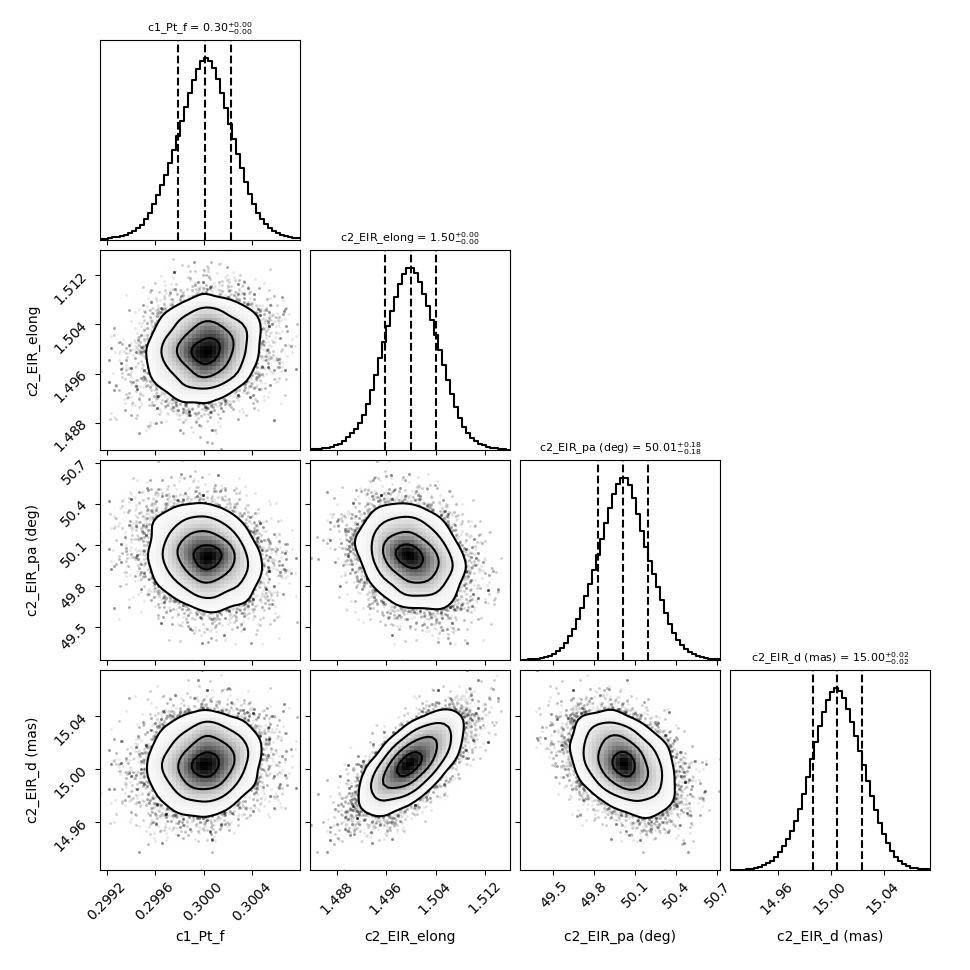 c1_Pt_f = 0.30+0.00−0.00
c2_EIR_elong = 1.50+0.00−0.00
c2_EIR_elong
1.512
1.504
1.496
1.488
c2_EIR_pa (deg) = 50.01+0.18−0.18
c2_EIR_pa (deg)
50.7
50.4
50.1
49.8
49.5
c2_EIR_d (mas) = 15.00+0.02−0.02
c2_EIR_d (mas)
15.04
15.00
14.96
0.2992 0.2996 0.3000 0.3004
1.488 1.496 1.504 1.512
49.5 49.8 50.1 50.4 50.7
14.96 15.00 15.04
c1_Pt_f
c2_EIR_elong
c2_EIR_pa (deg)
c2_EIR_d (mas)